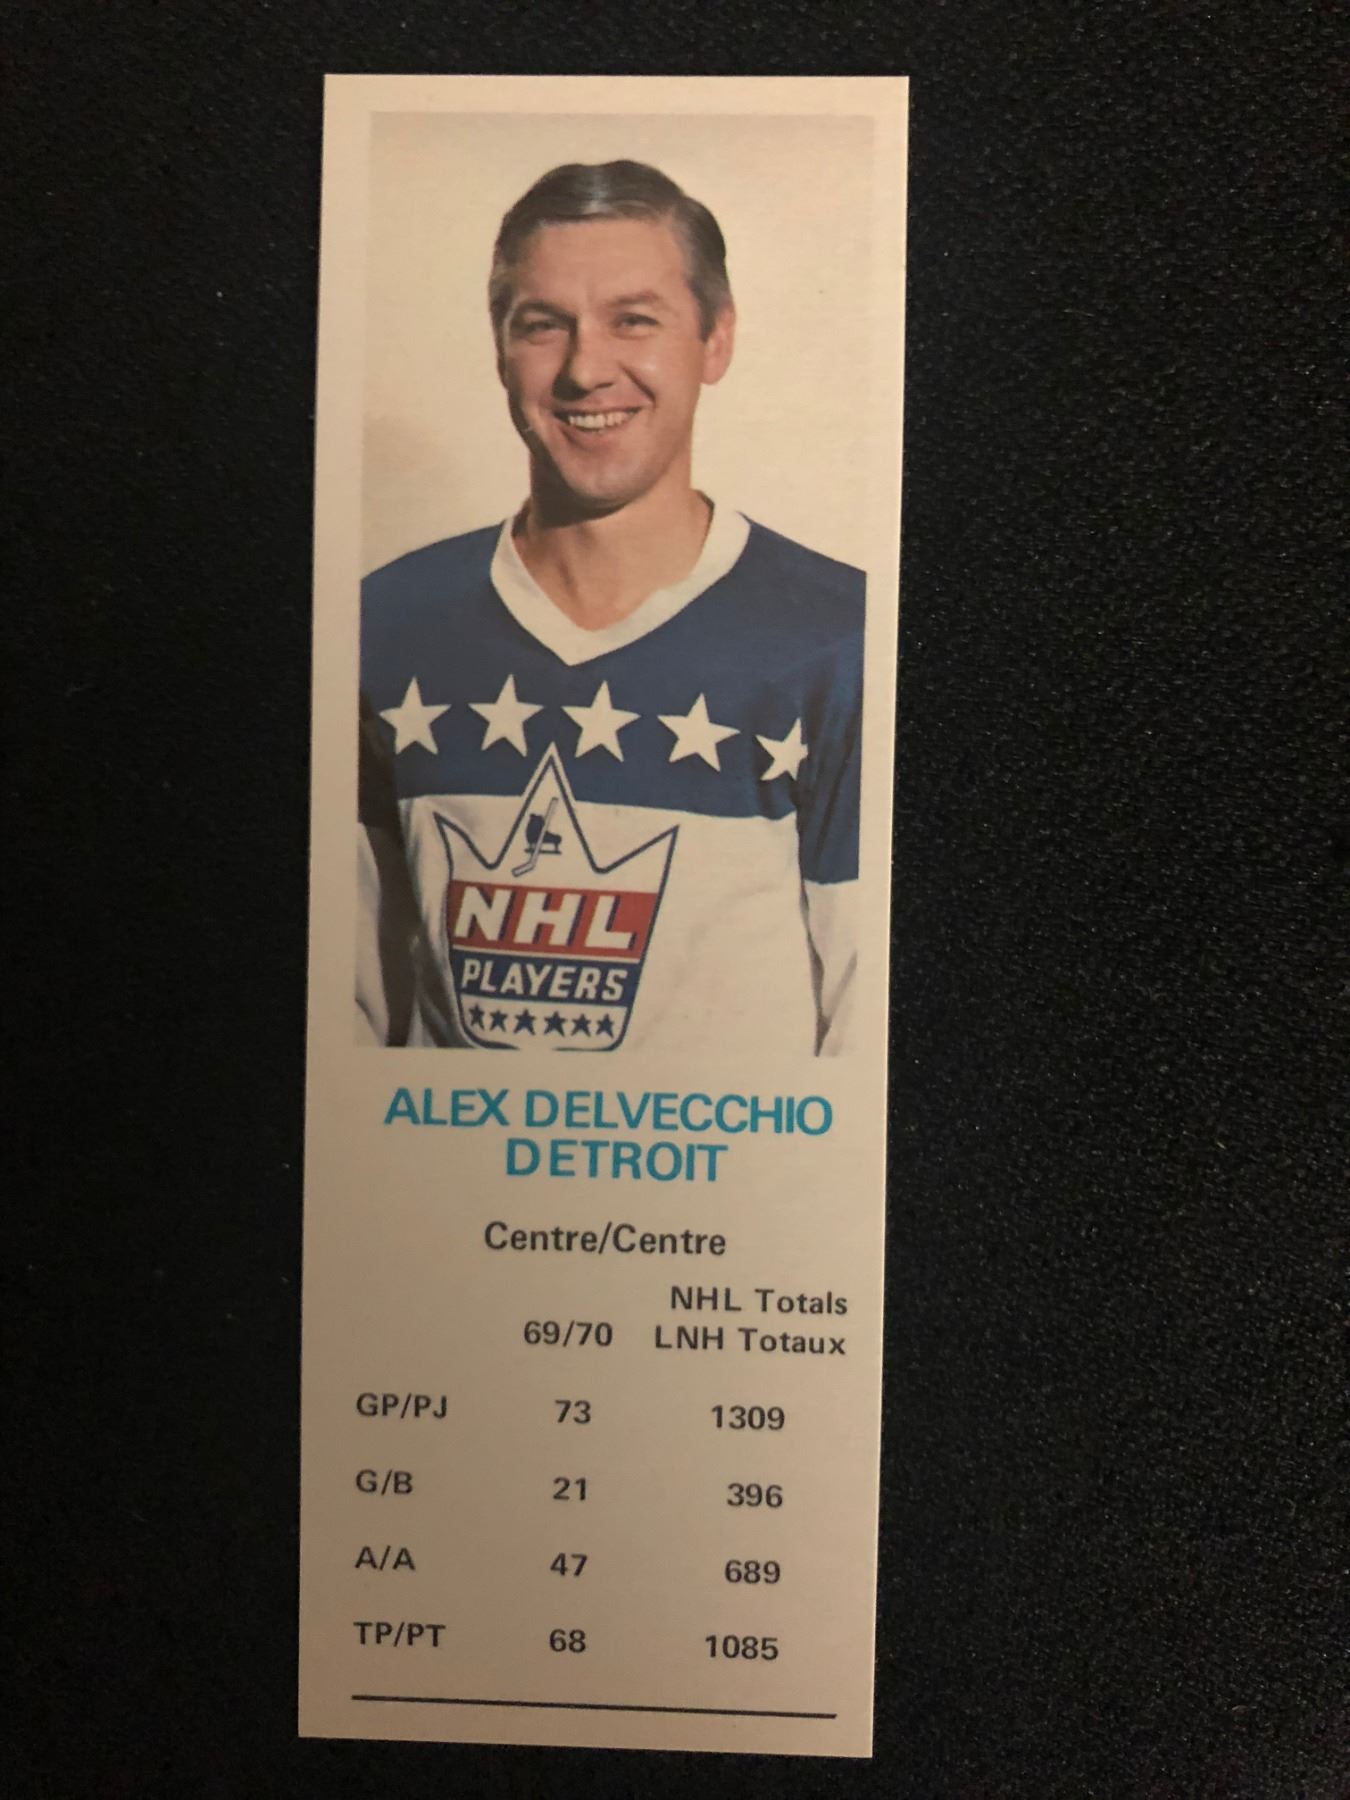 NHL
PLAYERS
ALEX DELVECCHIO
DETROIT
Centre/Centre
NHL Totals
69/70 LNH Totaux
GP/PJ 73 1309
G/B 21 396
A/A 47 689
TP/PT 68 1085